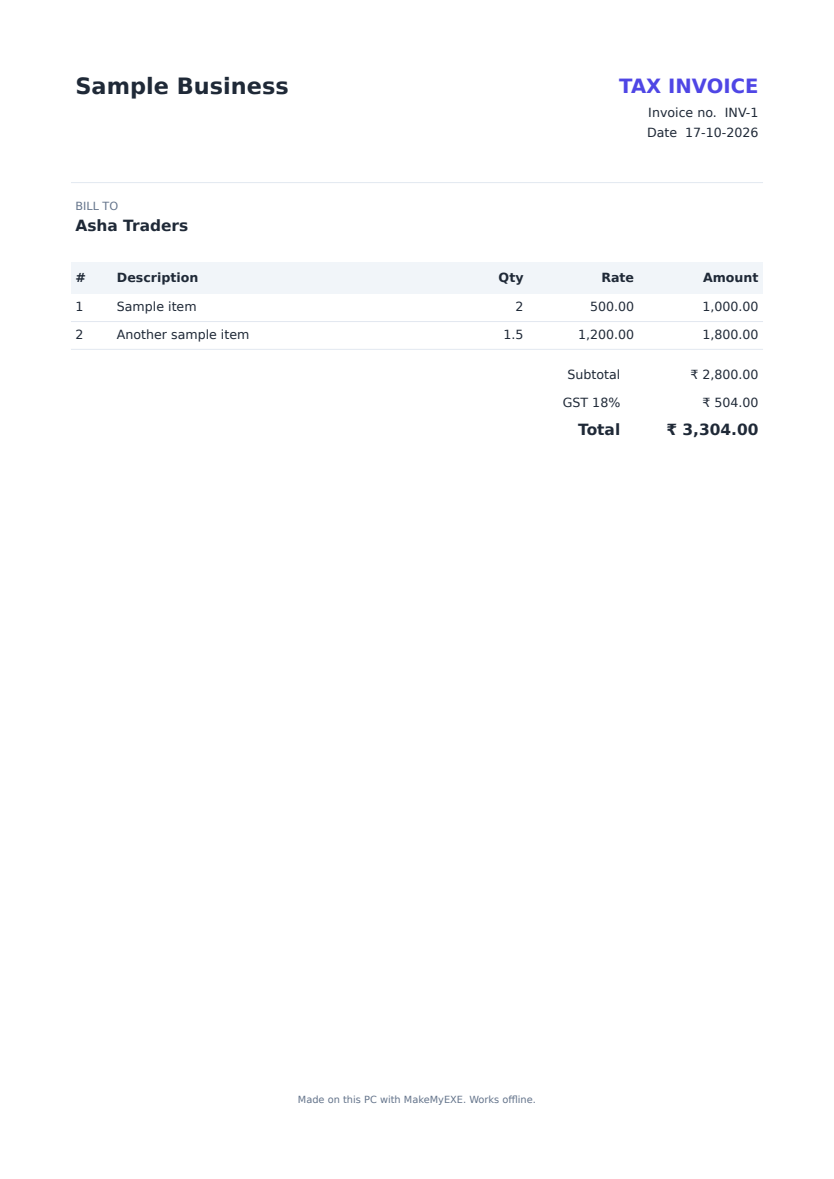 Sample Business
TAX INVOICE
Invoice no.  INV-1
Date  17-10-2026
BILL TO
Asha Traders
# Description Qty Rate Amount
1 Sample item 2 500.00 1,000.00
2 Another sample item 1.5 1,200.00 1,800.00
Subtotal ₹ 2,800.00
GST 18% ₹ 504.00
Total ₹ 3,304.00
Made on this PC with MakeMyEXE. Works offline.